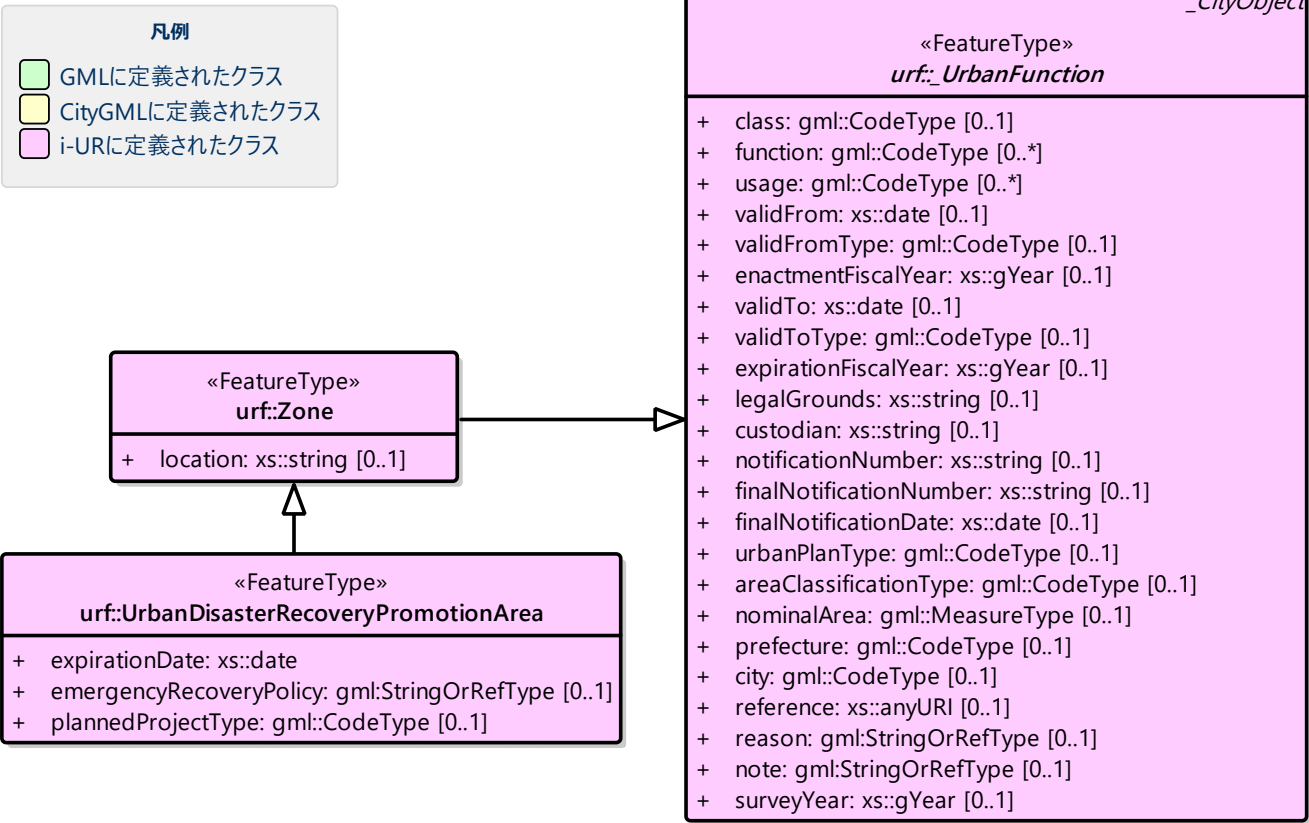 凡例
GMLに定義されたクラス
CityGMLに定義されたクラス
i-URに定義されたクラス
_CityObject
«FeatureType»
urf::_UrbanFunction
+ class: gml::CodeType [0..1]
+ function: gml::CodeType [0..*]
+ usage: gml::CodeType [0..*]
+ validFrom: xs::date [0..1]
+ validFromType: gml::CodeType [0..1]
+ enactmentFiscalYear: xs::gYear [0..1]
+ validTo: xs::date [0..1]
+ validToType: gml::CodeType [0..1]
+ expirationFiscalYear: xs::gYear [0..1]
+ legalGrounds: xs::string [0..1]
+ custodian: xs::string [0..1]
+ notificationNumber: xs::string [0..1]
+ finalNotificationNumber: xs::string [0..1]
+ finalNotificationDate: xs::date [0..1]
+ urbanPlanType: gml::CodeType [0..1]
+ areaClassificationType: gml::CodeType [0..1]
+ nominalArea: gml::MeasureType [0..1]
+ prefecture: gml::CodeType [0..1]
+ city: gml::CodeType [0..1]
+ reference: xs::anyURI [0..1]
+ reason: gml:StringOrRefType [0..1]
+ note: gml:StringOrRefType [0..1]
+ surveyYear: xs::gYear [0..1]
«FeatureType»
urf::Zone
+ location: xs::string [0..1]
«FeatureType»
urf::UrbanDisasterRecoveryPromotionArea
+ expirationDate: xs::date
+ emergencyRecoveryPolicy: gml:StringOrRefType [0..1]
+ plannedProjectType: gml::CodeType [0..1]